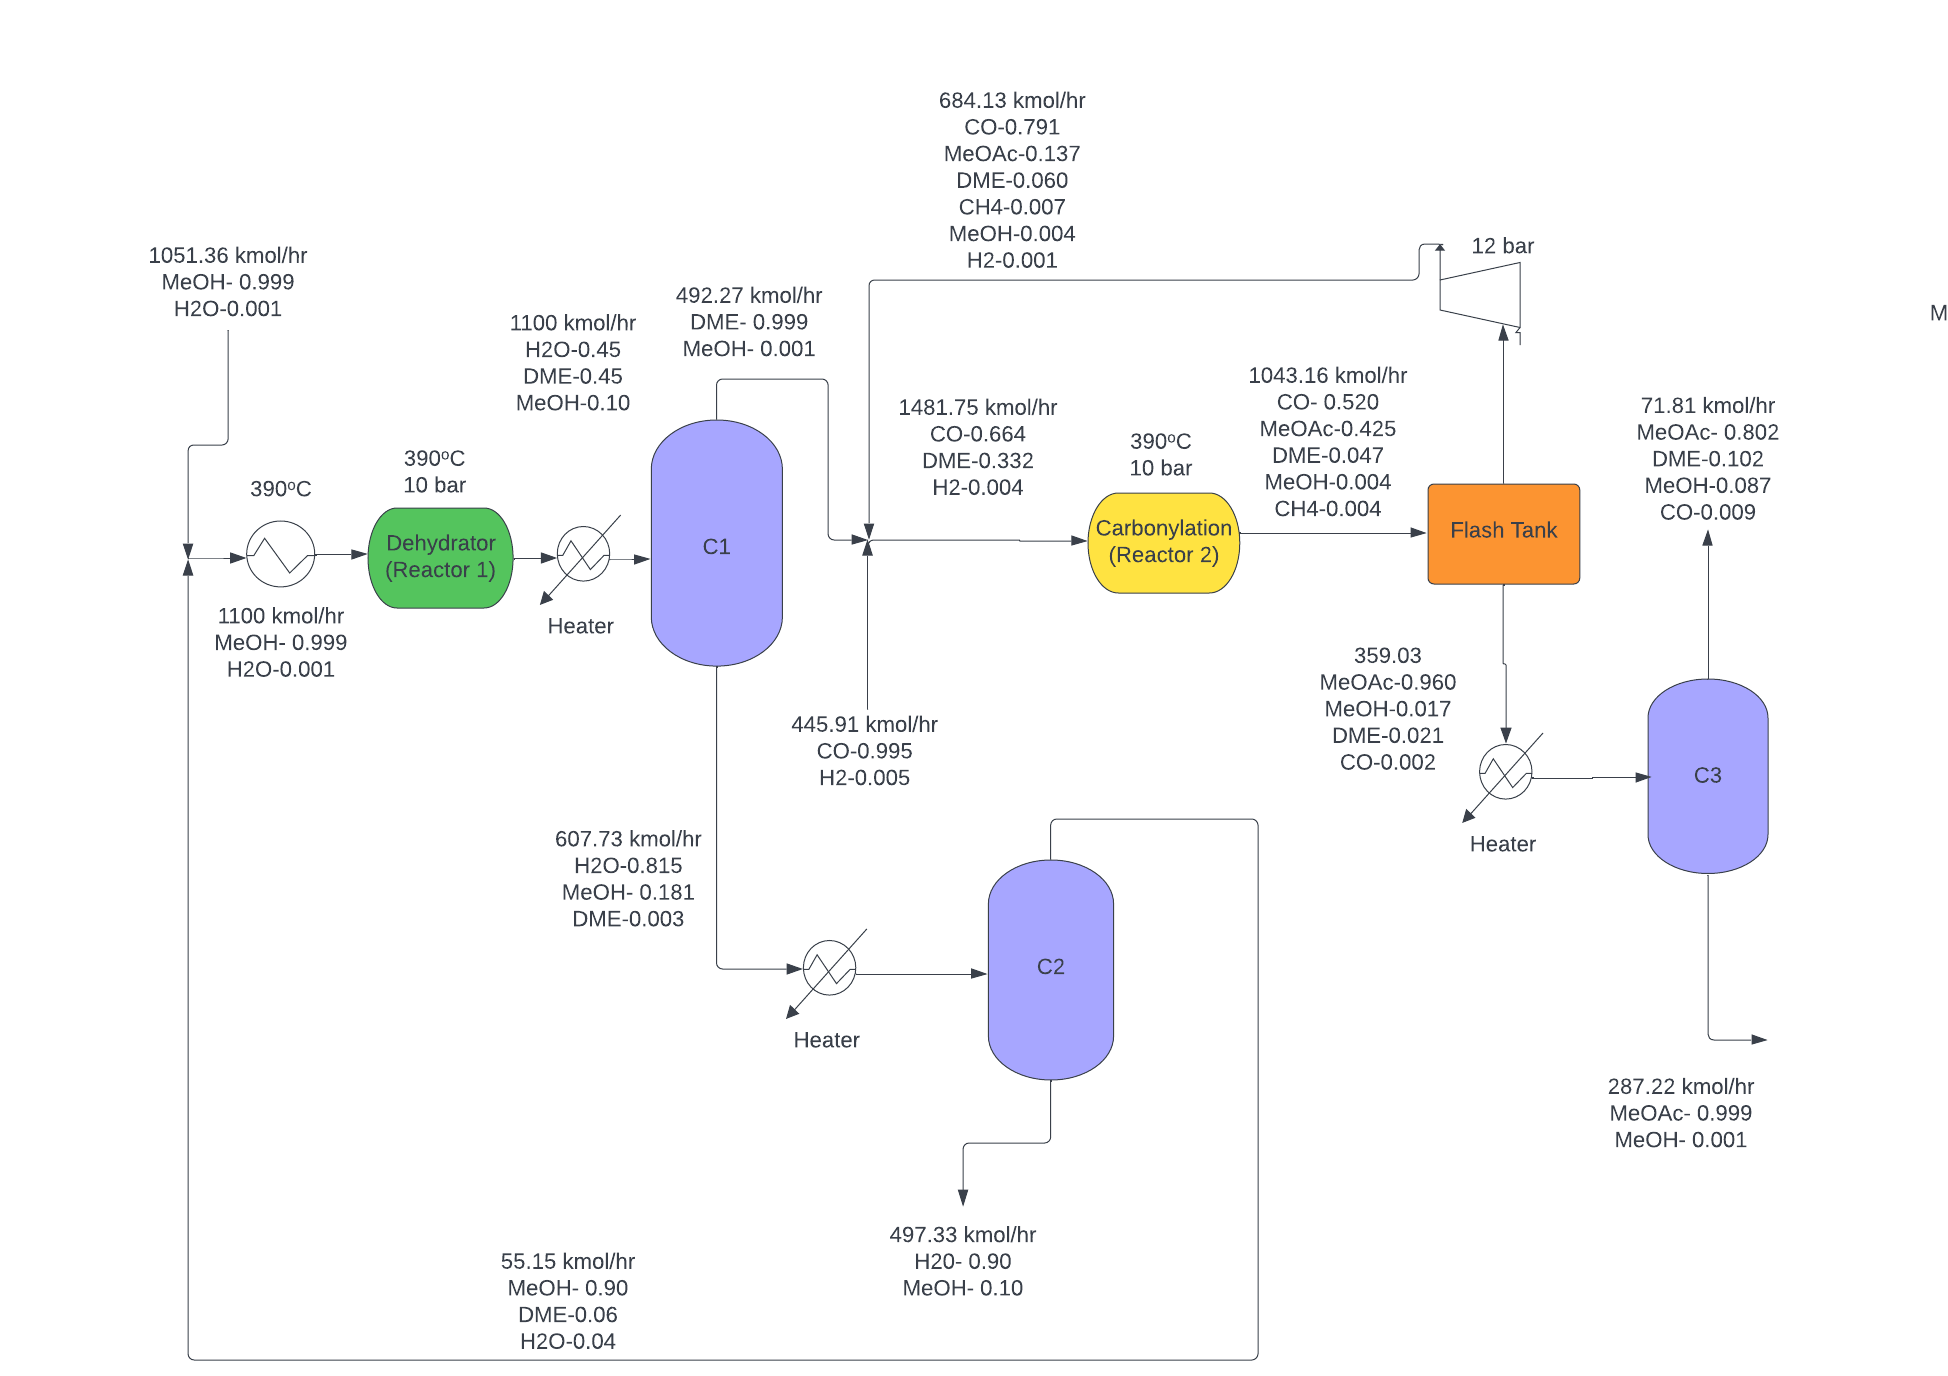 684.13 kmol/hr
CO-0.791
MeOAc-0.137
DME-0.060
CH4-0.007
MeOH-0.004
H2-0.001
12 bar
1051.36 kmol/hr
MeOH- 0.999
H2O-0.001
492.27 kmol/hr
DME- 0.999
MeOH- 0.001
M
1100 kmol/hr
H2O-0.45
DME-0.45
MeOH-0.10
1481.75 kmol/hr
CO-0.664
DME-0.332
H2-0.004
1043.16 kmol/hr
CO- 0.520
MeOAc-0.425
DME-0.047
MeOH-0.004
CH4-0.004
71.81 kmol/hr
MeOAc- 0.802
DME-0.102
MeOH-0.087
CO-0.009
390ºC
390ºC
10 bar
Dehydrator
(Reactor 1)
Heater
C1
390ºC
10 bar
Carbonylation
(Reactor 2)
Flash Tank
1100 kmol/hr
MeOH- 0.999
H2O-0.001
445.91 kmol/hr
CO-0.995
H2-0.005
359.03
MeOAc-0.960
MeOH-0.017
DME-0.021
CO-0.002
Heater
C3
607.73 kmol/hr
H2O-0.815
MeOH- 0.181
DME-0.003
Heater
C2
287.22 kmol/hr
MeOAc- 0.999
MeOH- 0.001
497.33 kmol/hr
H20- 0.90
MeOH- 0.10
55.15 kmol/hr
MeOH- 0.90
DME-0.06
H2O-0.04